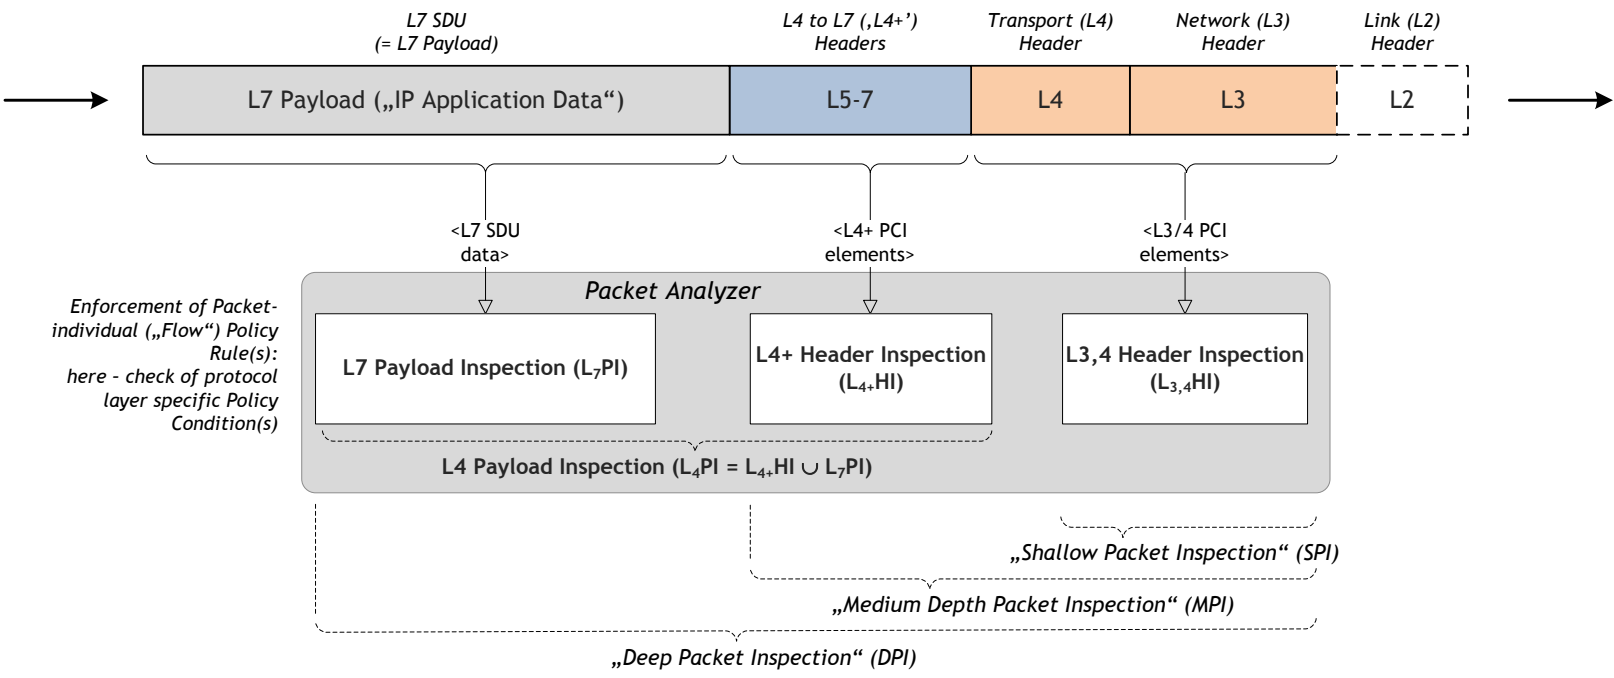 L7 SDU
(= L7 Payload)
L4 to L7 (‚L4+’)
Headers
Transport (L4)
Header
Network (L3)
Header
Link (L2)
Header
L7 Payload („IP Application Data“)
L5-7
L4
L3
L2
<L7 SDU
data>
<L4+ PCI
elements>
<L3/4 PCI
elements>
Packet Analyzer
Enforcement of Packet-
individual („Flow“) Policy
Rule(s):
here – check of protocol
layer specific Policy
Condition(s)
L7 Payload Inspection (L7PI)
L4+ Header Inspection
(L4+HI)
L3,4 Header Inspection
(L3,4HI)
L4 Payload Inspection (L4PI = L4+HI ∪ L7PI)
„Shallow Packet Inspection“ (SPI)
„Medium Depth Packet Inspection“ (MPI)
„Deep Packet Inspection“ (DPI)